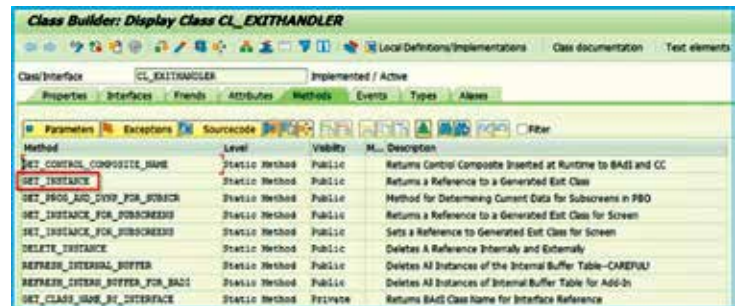 Class Builder: Display Class CL_EXITHANDLER
Local Definitions/Implementations Class documentation Text elements
Class/Interface CL_EXITHANDLER Implemented / Active
Properties Interfaces Friends Attributes Methods Events Types Aliases
Parameters Exceptions Sourcecode Filter
Method Level Visibility M... Description
GET_CONTROL_COMPOSITE_NAME Static Method Public Returns Control Composite Inserted at Runtime to BAdI and CC
GET_INSTANCE Static Method Public Returns a Reference to a Generated Exit Class
GET_PROG_AND_DYNP_FOR_SUBSCR Static Method Public Method for Determining Current Data for Subscreens in PBO
GET_INSTANCE_FOR_SUBSCREENS Static Method Public Returns a Reference to a Generated Exit Class for Screen
SET_INSTANCE_FOR_SUBSCREENS Static Method Public Sets a Reference to Generated Exit Class for Screen
DELETE_INSTANCE Static Method Public Deletes A Reference Internally and Externally
REFRESH_INTERNAL_BUFFER Static Method Public Deletes All Instances of the Internal Buffer Table--CAREFUL!
REFRESH_INTERN_BUFFER_FOR_BADI Static Method Public Deletes All Instances of Internal Buffer Table for Add-In
GET_CLASS_NAME_BY_INTERFACE Static Method Private Returns BAdI Class Name for Interface Reference